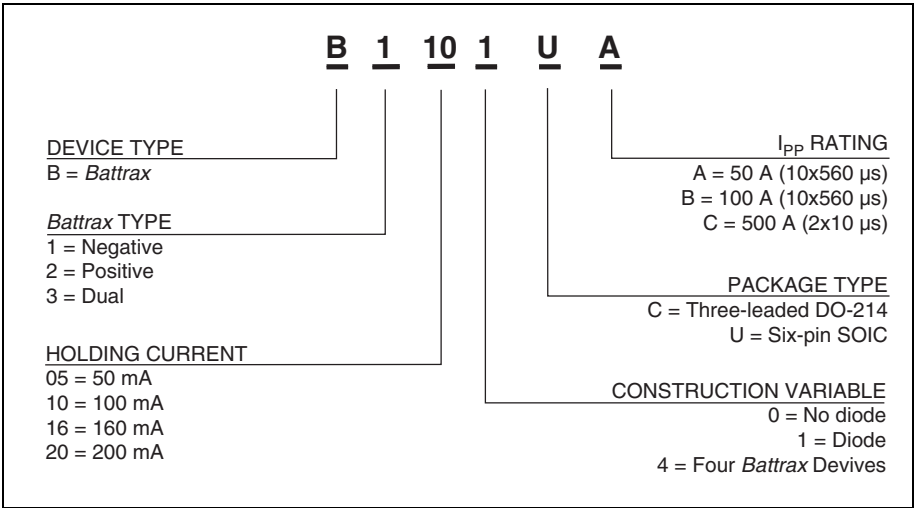 B 1 10 1 U A
DEVICE TYPE
B = Battrax
Battrax TYPE
1 = Negative
2 = Positive
3 = Dual
HOLDING CURRENT
05 = 50 mA
10 = 100 mA
16 = 160 mA
20 = 200 mA
IPP RATING
A = 50 A (10x560 µs)
B = 100 A (10x560 µs)
C = 500 A (2x10 µs)
PACKAGE TYPE
C = Three-leaded DO-214
U = Six-pin SOIC
CONSTRUCTION VARIABLE
0 = No diode
1 = Diode
4 = Four Battrax Devives